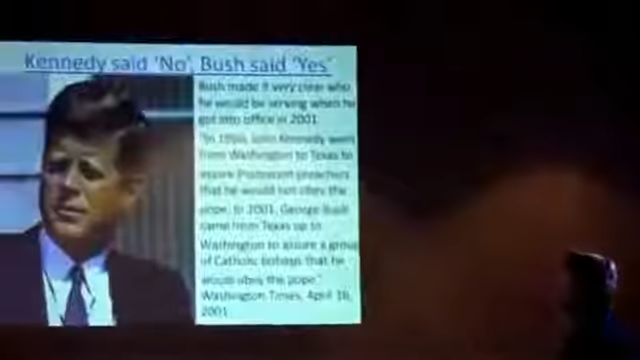 Kennedy said 'No', Bush said 'Yes'
Bush made it very clear who
he would be serving when he
got into office in 2001
"In 1960, John Kennedy went
from Washington to Texas to
assure Protestant preachers
that he would not obey the
pope. In 2001, George Bush
came from Texas up to
Washington to assure a group
of Catholic bishops that he
would obey the pope."
Washington Times, April 16,
2001